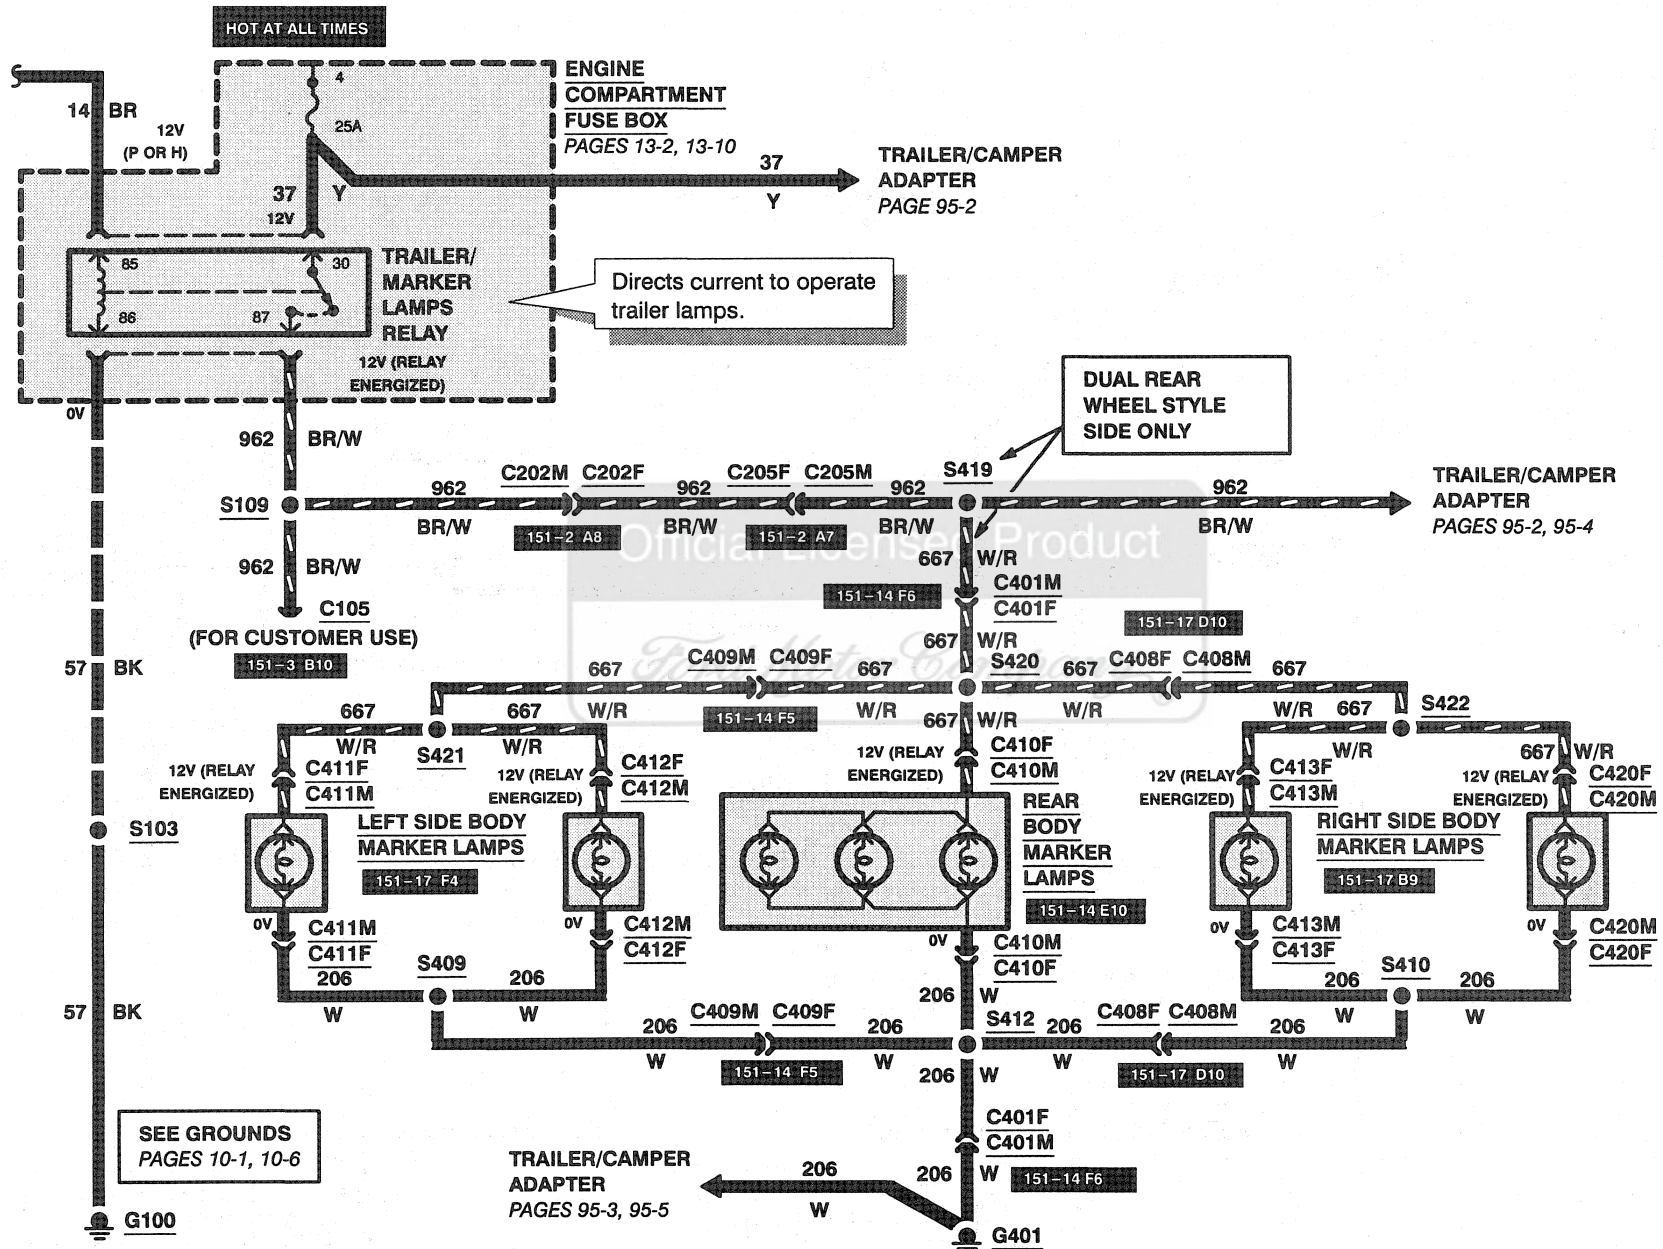 HOT AT ALL TIMES
4
25A
ENGINE
COMPARTMENT
FUSE BOX
PAGES 13-2, 13-10
14 BR
12V
(P OR H)
37 Y
12V
37
Y
TRAILER/CAMPER
ADAPTER
PAGE 95-2
85
30
86
87
TRAILER/
MARKER
LAMPS
RELAY
Directs current to operate
trailer lamps.
12V (RELAY
ENERGIZED)
0V
DUAL REAR
WHEEL STYLE
SIDE ONLY
962 BR/W
S109
962
BR/W
C202M C202F
151-2 A8
962
BR/W
C205F C205M
151-2 A7
962
BR/W
S419
962
BR/W
TRAILER/CAMPER
ADAPTER
PAGES 95-2, 95-4
Official Licensed Product
Ford Motor Company
962 BR/W
C105
(FOR CUSTOMER USE)
151-3 B10
667 W/R
151-14 F6
C401M
C401F
667 W/R
151-17 D10
57 BK
667
W/R
C409M C409F
151-14 F5
667
W/R
S420
667
W/R
C408F C408M
667
W/R
667
W/R
S421
667
W/R
667 W/R
667
W/R
S422
667 W/R
12V (RELAY
ENERGIZED)
C411F
C411M
12V (RELAY
ENERGIZED)
C412F
C412M
12V (RELAY
ENERGIZED)
C410F
C410M
12V (RELAY
ENERGIZED)
C413F
C413M
12V (RELAY
ENERGIZED)
C420F
C420M
S103
LEFT SIDE BODY
MARKER LAMPS
151-17 F4
REAR
BODY
MARKER
LAMPS
151-14 E10
RIGHT SIDE BODY
MARKER LAMPS
151-17 B9
0V
C411M
C411F
0V
C412M
C412F
0V
C410M
C410F
0V
C413M
C413F
0V
C420M
C420F
57 BK
206
W
S409
206
W
206 W
206
W
S410
206
W
206
W
C409M C409F
151-14 F5
206
W
S412
206
W
C408F C408M
151-17 D10
206
W
206 W
C401F
C401M
206 W
151-14 F6
SEE GROUNDS
PAGES 10-1, 10-6
TRAILER/CAMPER
ADAPTER
PAGES 95-3, 95-5
206
W
G100
G401